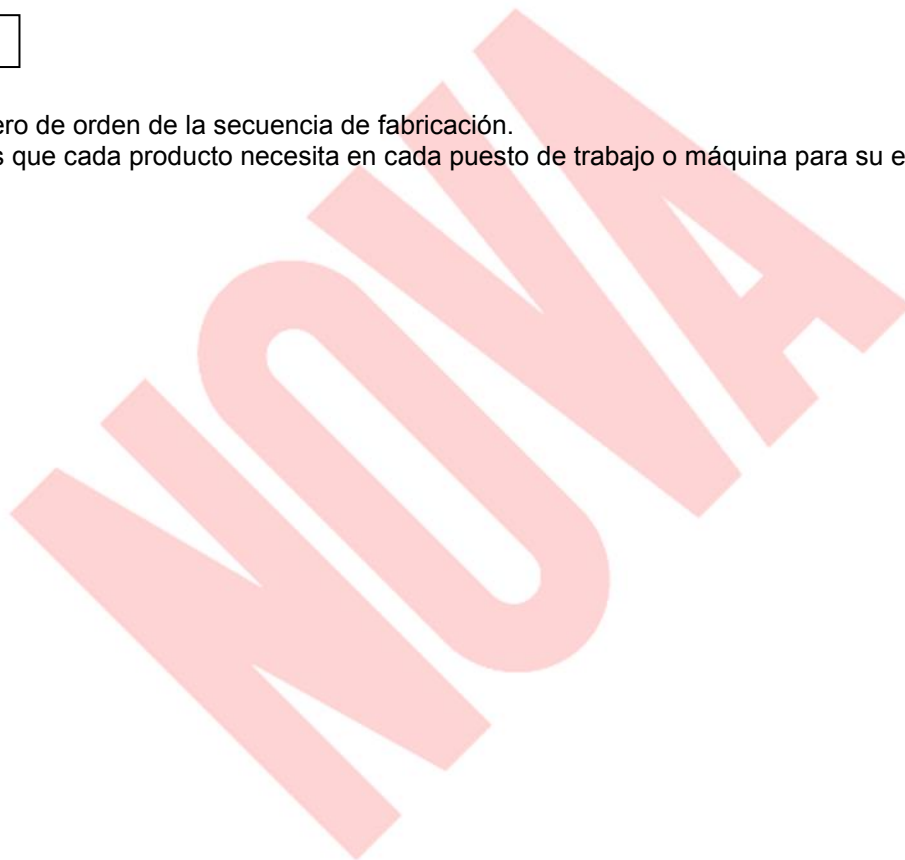 ero de orden de la secuencia de fabricación.
s que cada producto necesita en cada puesto de trabajo o máquina para su e
NOVA